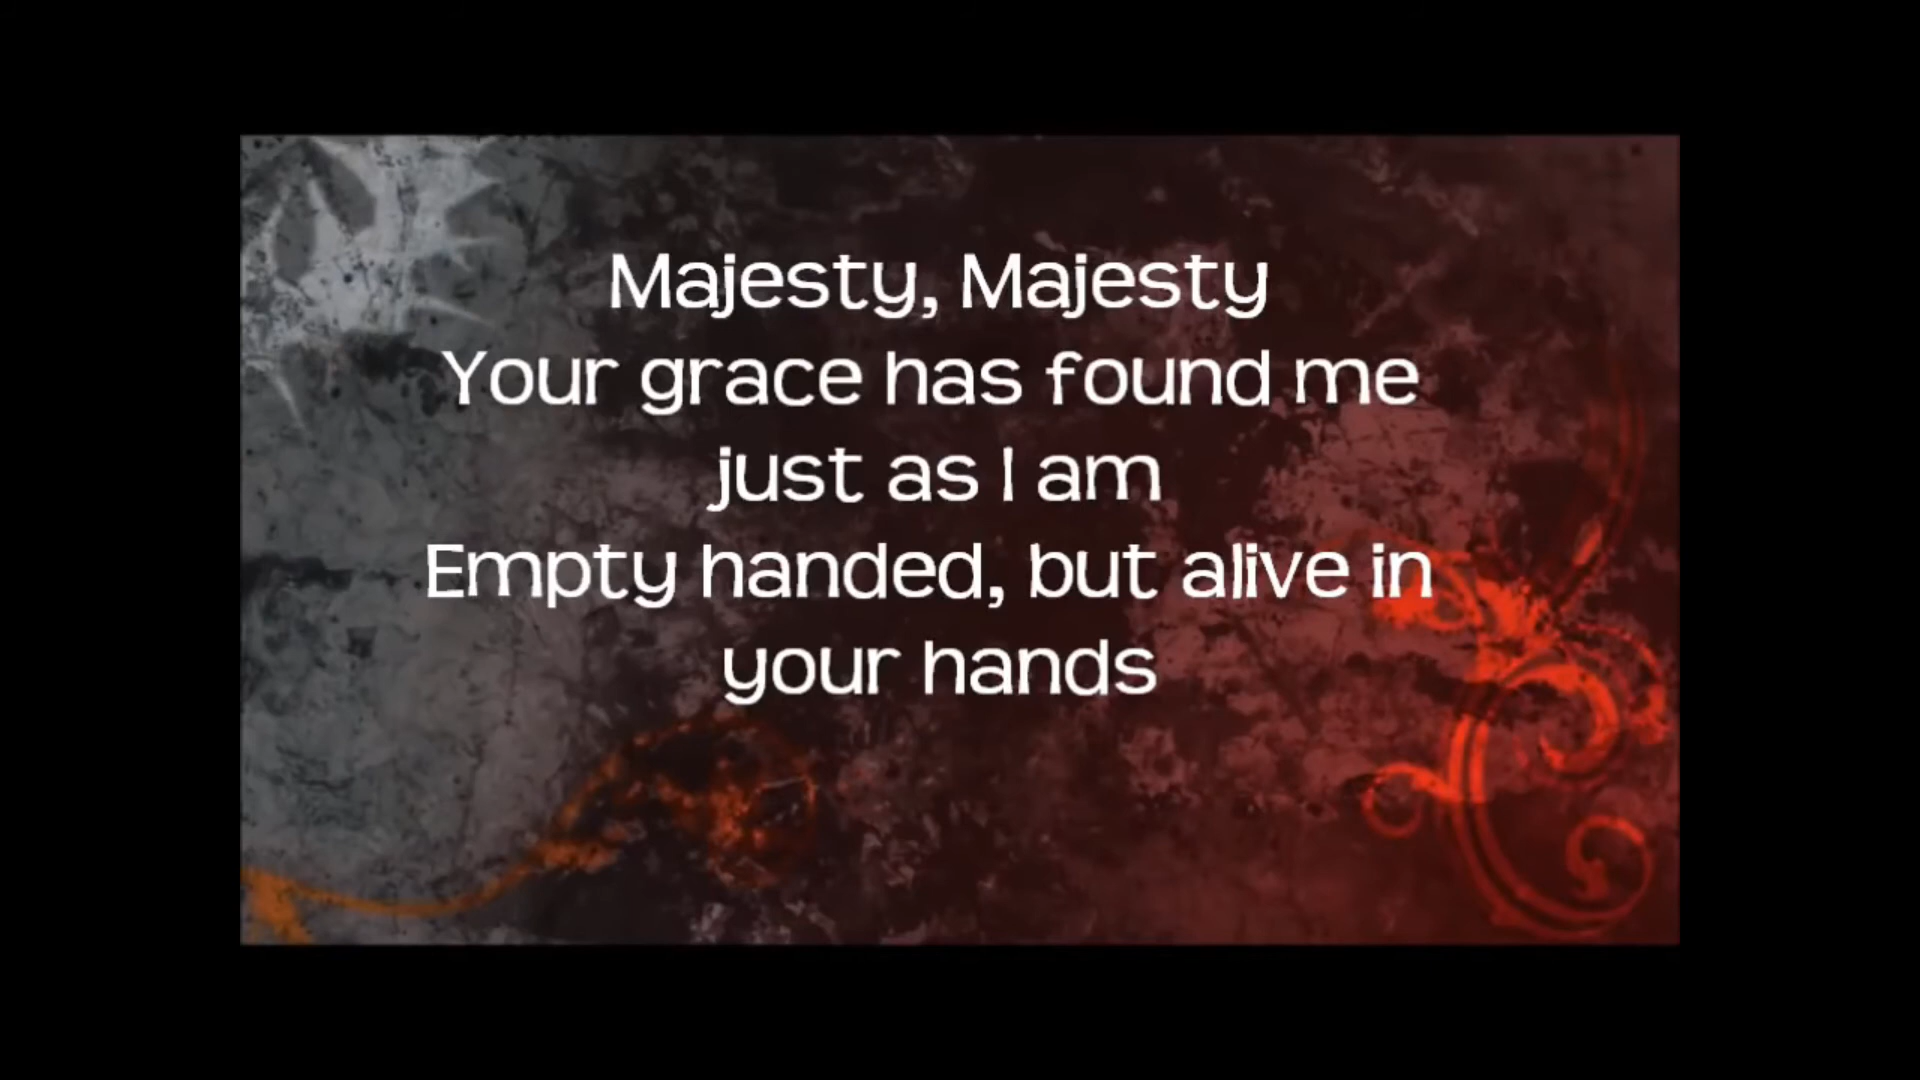 Majesty, Majesty
Your grace has found me
just as I am
Empty handed, but alive in
your hands